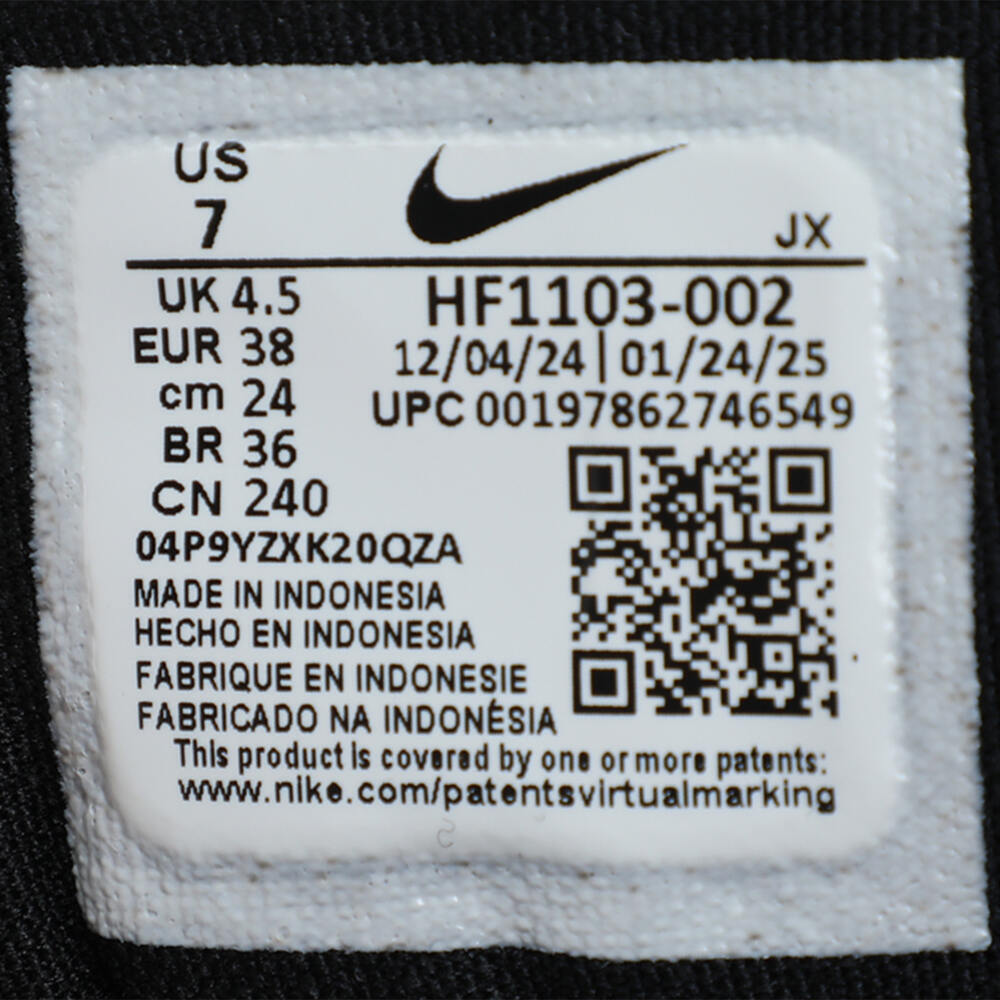 US
7
JX
UK 4.5
EUR 38
cm 24
BR 36
CN 240
HF1103-002
12/04/24 | 01/24/25
UPC 00197862746549
04P9YZXK20QZA
MADE IN INDONESIA
HECHO EN INDONESIA
FABRIQUE EN INDONESIE
FABRICADO NA INDONÉSIA
This product is covered by one or more patents:
www.nike.com/patentsvirtualmarking